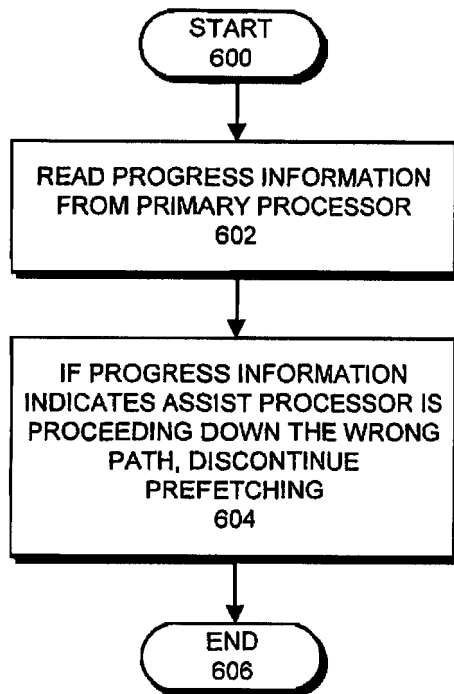 START
600
READ PROGRESS INFORMATION
FROM PRIMARY PROCESSOR
602
IF PROGRESS INFORMATION
INDICATES ASSIST PROCESSOR IS
PROCEEDING DOWN THE WRONG
PATH, DISCONTINUE
PREFETCHING
604
END
606